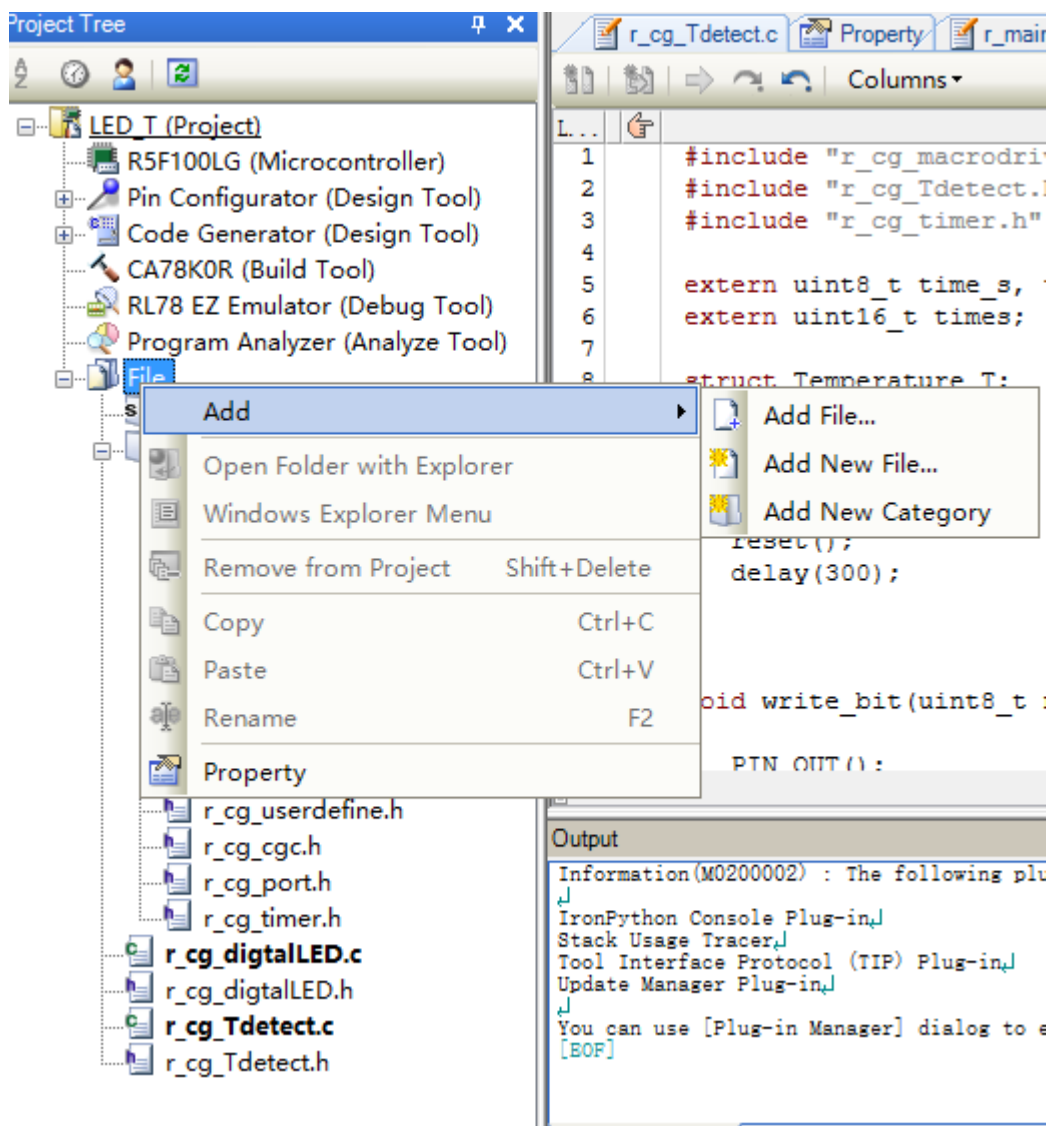 Project Tree
LED_T (Project)
R5F100LG (Microcontroller)
Pin Configurator (Design Tool)
Code Generator (Design Tool)
CA78K0R (Build Tool)
RL78 EZ Emulator (Debug Tool)
Program Analyzer (Analyze Tool)
File
Add
Open Folder with Explorer
Windows Explorer Menu
Remove from Project Shift+Delete
Copy Ctrl+C
Paste Ctrl+V
Rename F2
Property
Add File...
Add New File...
Add New Category
r_cg_userdefine.h
r_cg_cgc.h
r_cg_port.h
r_cg_timer.h
r_cg_digtalLED.c
r_cg_digtalLED.h
r_cg_Tdetect.c
r_cg_Tdetect.h
r_cg_Tdetect.c Property r_mai
Columns
L...
1 #include "r_cg_macrodri
2 #include "r_cg_Tdetect.
3 #include "r_cg_timer.h"
4
5 extern uint8_t time_s,
6 extern uint16_t times;
7
8 struct Temperature T;
reset();
delay(300);
oid write_bit(uint8_t
PIN_OUT();
Output
Information(M0200002) : The following plu
IronPython Console Plug-in
Stack Usage Tracer
Tool Interface Protocol (TIP) Plug-in
Update Manager Plug-in
You can use [Plug-in Manager] dialog to e
[EOF]